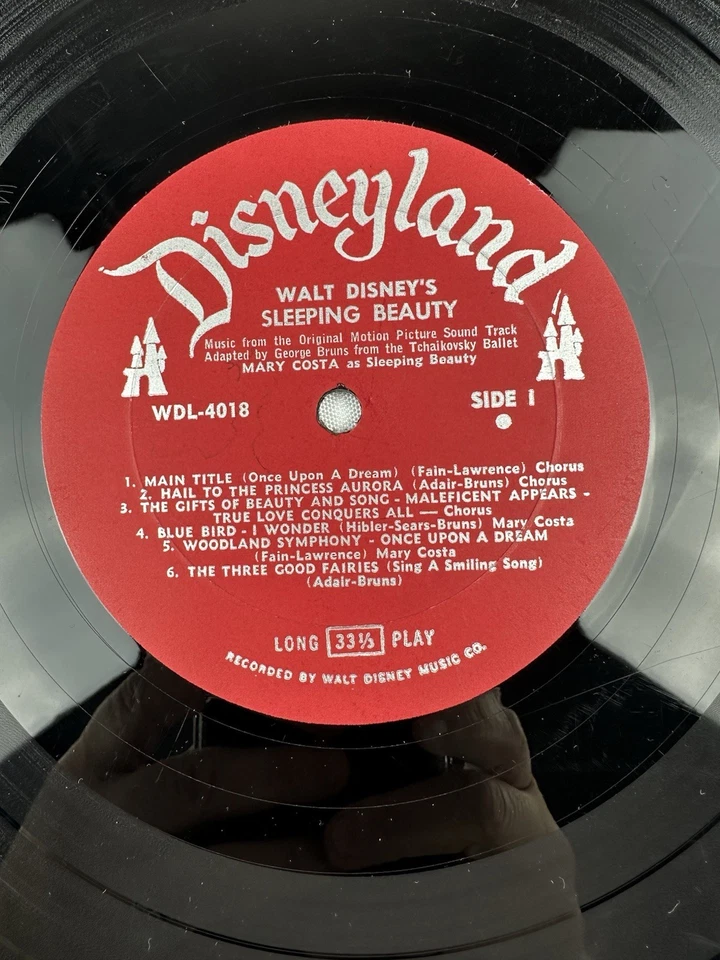 Disneyland
WALT DISNEY'S
SLEEPING BEAUTY
Music from the Original Motion Picture Sound Track
Adapted by George Bruns from the Tchaikovsky Ballet
MARY COSTA as Sleeping Beauty
WDL-4018
SIDE 1
1. MAIN TITLE (Once Upon A Dream) (Fain-Lawrence) Chorus
2. HAIL TO THE PRINCESS AURORA (Adair-Bruns) Chorus
3. THE GIFTS OF BEAUTY AND SONG - MALEFICENT APPEARS -
TRUE LOVE CONQUERS ALL — Chorus
4. BLUE BIRD - I WONDER (Hibler-Sears-Bruns) Mary Costa
5. WOODLAND SYMPHONY - ONCE UPON A DREAM
(Fain-Lawrence) Mary Costa
6. THE THREE GOOD FAIRIES (Sing A Smiling Song)
(Adair-Bruns)
LONG 33⅓ PLAY
RECORDED BY WALT DISNEY MUSIC CO.